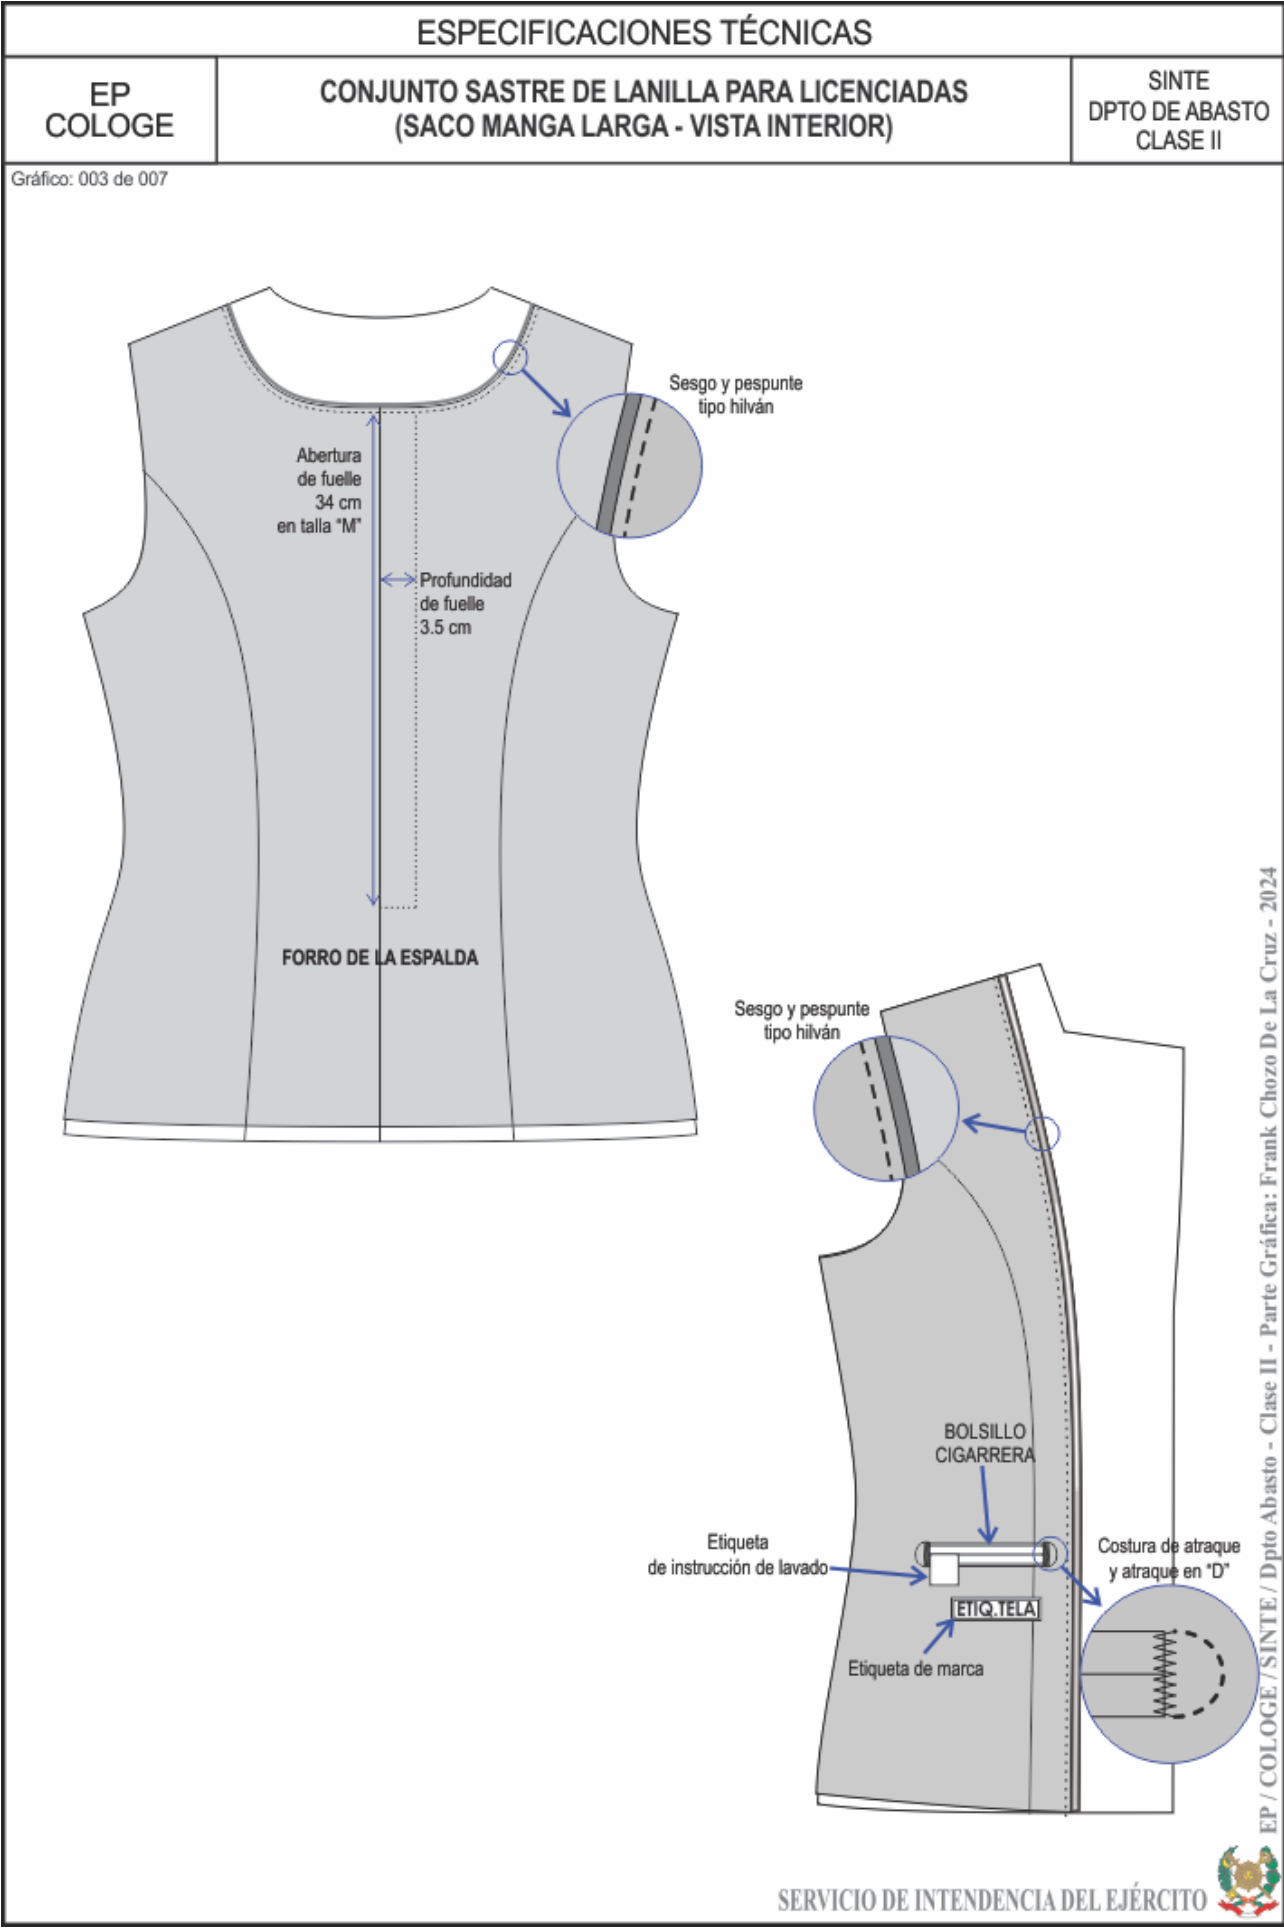 ESPECIFICACIONES TÉCNICAS
EP
COLOGE
CONJUNTO SASTRE DE LANILLA PARA LICENCIADAS
(SACO MANGA LARGA - VISTA INTERIOR)
SINTE
DPTO DE ABASTO
CLASE II
Gráfico: 003 de 007
Sesgo y pespunte
tipo hilván
Abertura
de fuelle
34 cm
en talla “M”
Profundidad
de fuelle
3.5 cm
FORRO DE LA ESPALDA
Sesgo y pespunte
tipo hilván
BOLSILLO
CIGARRERA
Etiqueta
de instrucción de lavado
Costura de atraque
y atraque en “D”
ETIQ.TELA
Etiqueta de marca
EP / COLOGE / SINTE / Dpto Abasto - Clase II - Parte Gráfica: Frank Chozo De La Cruz - 2024
SERVICIO DE INTENDENCIA DEL EJÉRCITO